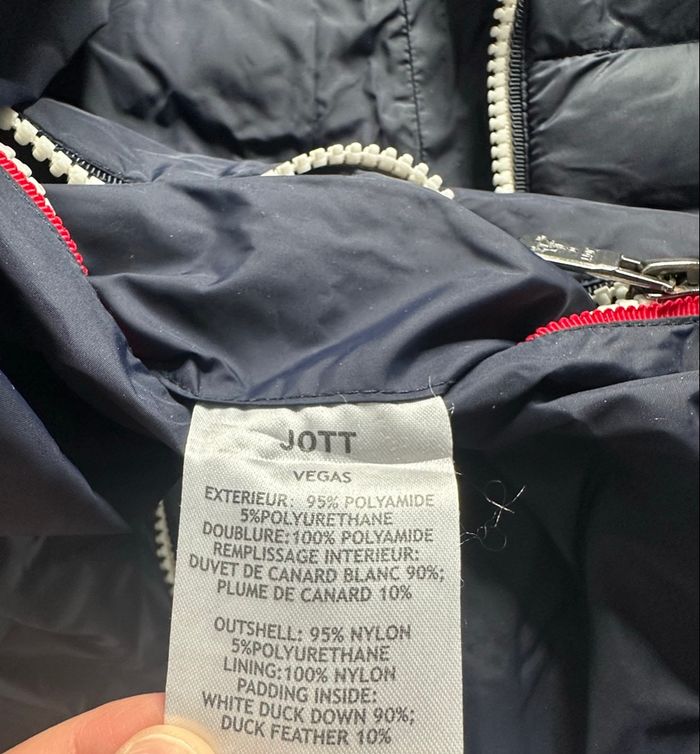 JOTT
VEGAS
EXTERIEUR: 95% POLYAMIDE
5%POLYURETHANE
DOUBLURE:100% POLYAMIDE
REMPLISSAGE INTERIEUR:
DUVET DE CANARD BLANC 90%;
PLUME DE CANARD 10%
OUTSHELL: 95% NYLON
5%POLYURETHANE
LINING:100% NYLON
PADDING INSIDE:
WHITE DUCK DOWN 90%;
DUCK FEATHER 10%